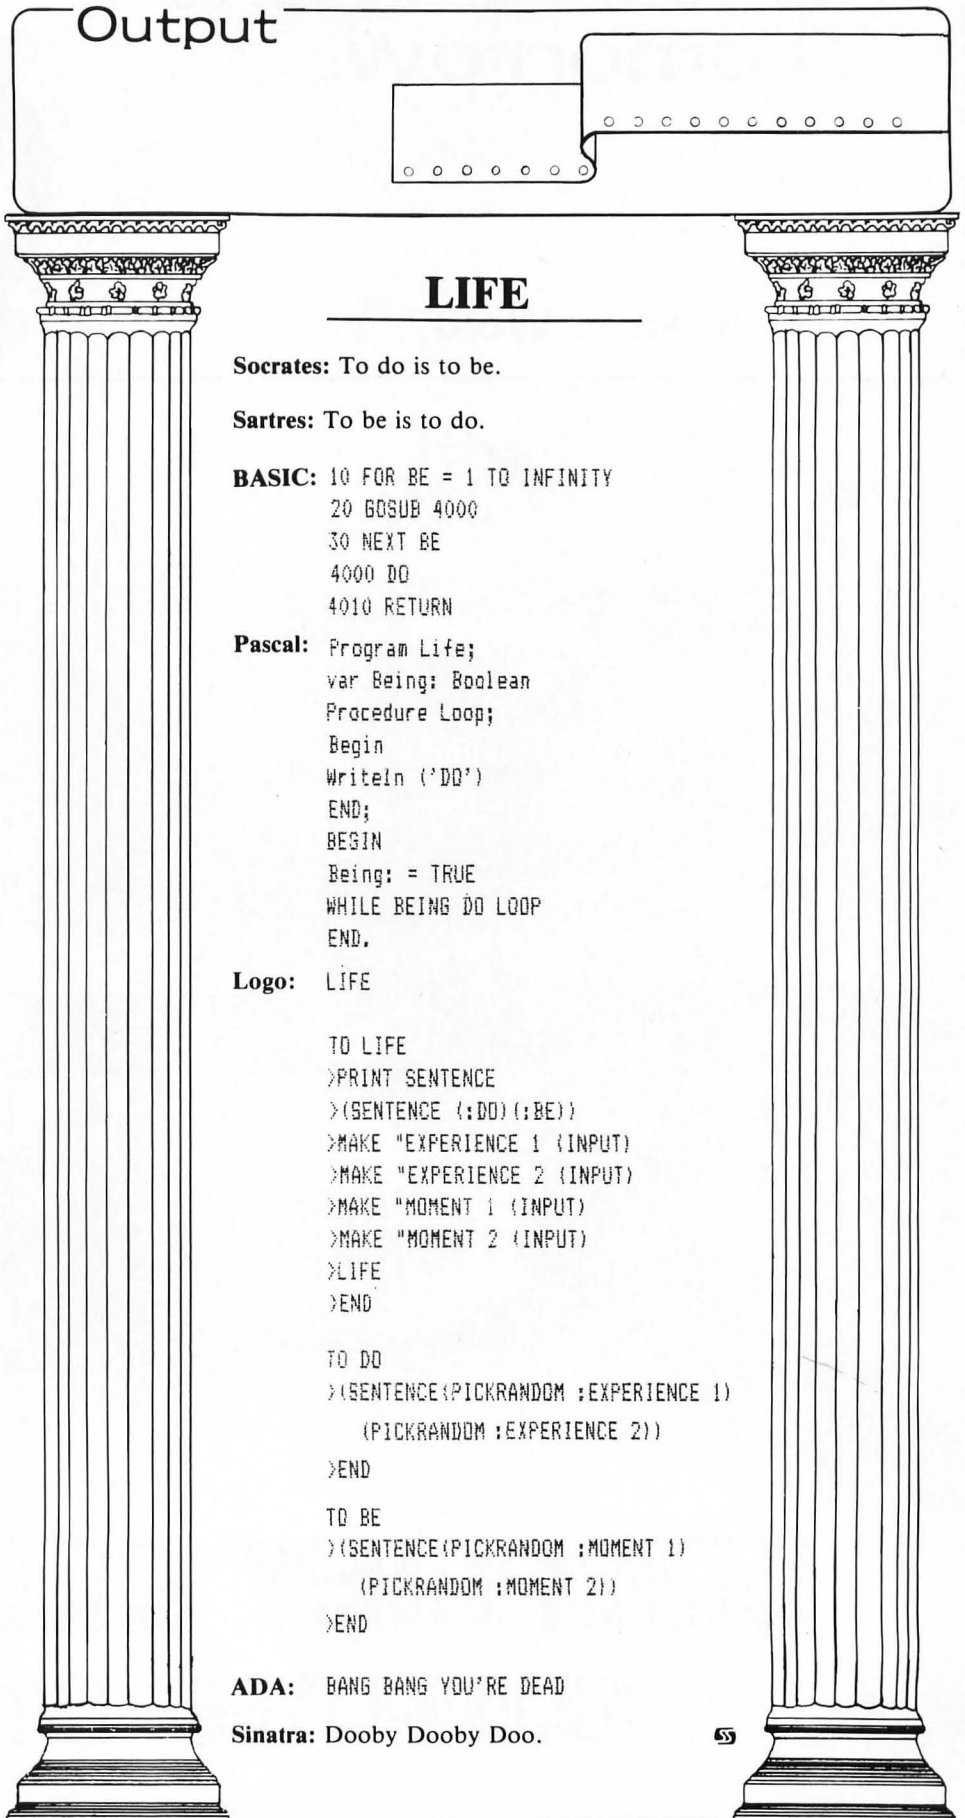 Output
LIFE
Socrates: To do is to be.
Sartres: To be is to do.
BASIC: 10 FOR BE = 1 TO INFINITY
20 GOSUB 4000
30 NEXT BE
4000 DO
4010 RETURN
Pascal: Program Life;
var Being: Boolean
Procedure Loop;
Begin
Writeln ('DO')
END;
BEGIN
Being: = TRUE
WHILE BEING DO LOOP
END.
Logo: LIFE
TO LIFE
>PRINT SENTENCE
>(SENTENCE (:DO)(:BE))
>MAKE "EXPERIENCE 1 (INPUT)
>MAKE "EXPERIENCE 2 (INPUT)
>MAKE "MOMENT 1 (INPUT)
>MAKE "MOMENT 2 (INPUT)
>LIFE
>END
TO DO
>(SENTENCE(PICKRANDOM :EXPERIENCE 1)
(PICKRANDOM :EXPERIENCE 2))
>END
TO BE
>(SENTENCE(PICKRANDOM :MOMENT 1)
(PICKRANDOM :MOMENT 2))
>END
ADA: BANG BANG YOU'RE DEAD
Sinatra: Dooby Dooby Doo.